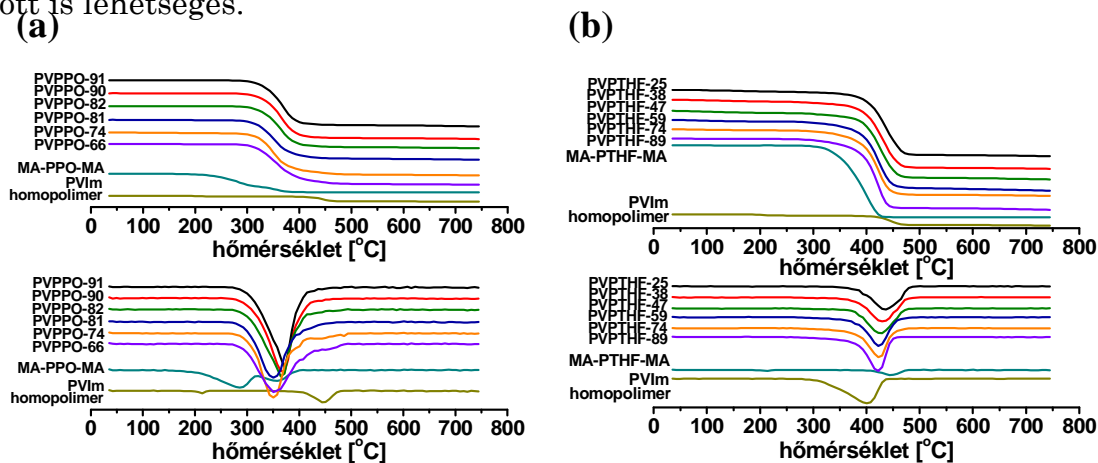 ott is lehetséges.
(a)
PVPPO-91
PVPPO-90
PVPPO-82
PVPPO-81
PVPPO-74
PVPPO-66
MA-PPO-MA
PVIm
homopolimer
0 100 200 300 400 500 600 700 800
hőmérséklet [°C]
PVPPO-91
PVPPO-90
PVPPO-82
PVPPO-81
PVPPO-74
PVPPO-66
MA-PPO-MA
PVIm
homopolimer
0 100 200 300 400 500 600 700 800
hőmérséklet [°C]
(b)
PVPTHF-25
PVPTHF-38
PVPTHF-47
PVPTHF-59
PVPTHF-74
PVPTHF-89
MA-PTHF-MA
PVIm
homopolimer
0 100 200 300 400 500 600 700 800
hőmérséklet [°C]
PVPTHF-25
PVPTHF-38
PVPTHF-47
PVPTHF-59
PVPTHF-74
PVPTHF-89
MA-PTHF-MA
PVIm
homopolimer
0 100 200 300 400 500 600 700 800
hőmérséklet [°C]